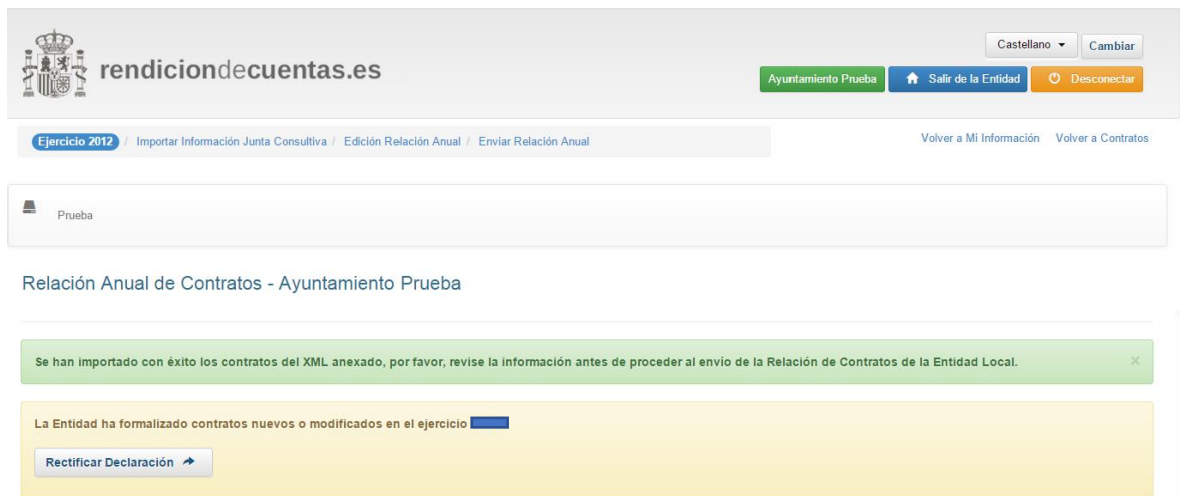 Castellano
Cambiar
rendiciondecuentas.es
Ayuntamiento Prueba
Salir de la Entidad
Desconectar
Ejercicio 2012 / Importar Información Junta Consultiva / Edición Relación Anual / Enviar Relación Anual
Volver a Mi Información
Volver a Contratos
Prueba
Relación Anual de Contratos - Ayuntamiento Prueba
Se han importado con éxito los contratos del XML anexado, por favor, revise la información antes de proceder al envío de la Relación de Contratos de la Entidad Local.
×
La Entidad ha formalizado contratos nuevos o modificados en el ejercicio
Rectificar Declaración